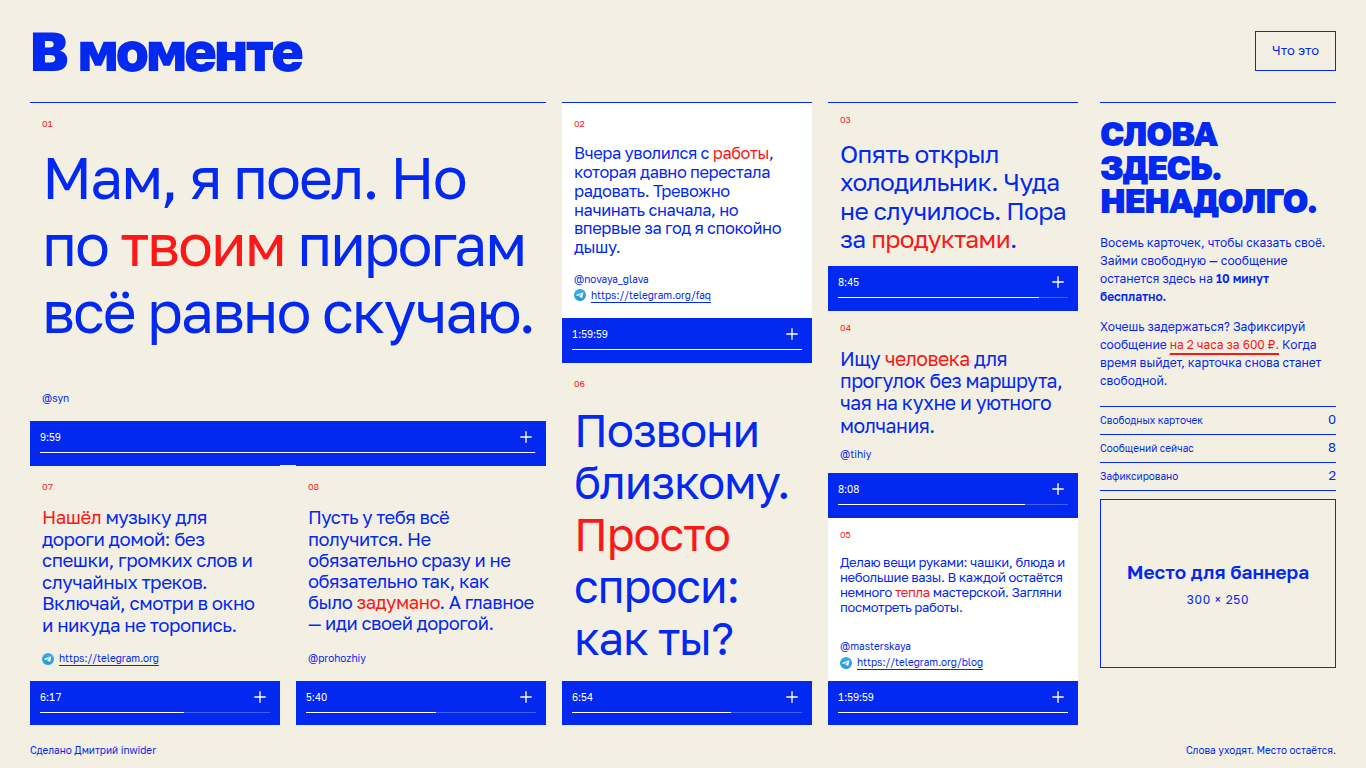 В моменте
Что это
01
Мам, я поел. Но
по твоим пирогам
всё равно скучаю.
@syn
9:59
02
Вчера уволился с работы,
которая давно перестала
радовать. Тревожно
начинать сначала, но
впервые за год я спокойно
дышу.
@novaya_glava
https://telegram.org/faq
1:59:59
03
Опять открыл
холодильник. Чуда
не случилось. Пора
за продуктами.
8:45
04
Ищу человека для
прогулок без маршрута,
чая на кухне и уютного
молчания.
@tihiy
8:08
05
Делаю вещи руками: чашки, блюда и
небольшие вазы. В каждой остаётся
немного тепла мастерской. Загляни
посмотреть работы.
@masterskaya
https://telegram.org/blog
1:59:59
06
Позвони
близкому.
Просто
спроси:
как ты?
6:54
07
Нашёл музыку для
дороги домой: без
спешки, громких слов и
случайных треков.
Включай, смотри в окно
и никуда не торопись.
https://telegram.org
6:17
08
Пусть у тебя всё
получится. Не
обязательно сразу и не
обязательно так, как
было задумано. А главное
— иди своей дорогой.
@prohozhiy
5:40
СЛОВА
ЗДЕСЬ.
НЕНАДОЛГО.
Восемь карточек, чтобы сказать своё.
Займи свободную — сообщение
останется здесь на 10 минут
бесплатно.
Хочешь задержаться? Зафиксируй
сообщение на 2 часа за 600 ₽. Когда
время выйдет, карточка снова станет
свободной.
Свободных карточек 0
Сообщений сейчас 8
Зафиксировано 2
Место для баннера
300 × 250
Сделано Дмитрий inwider
Слова уходят. Место остаётся.